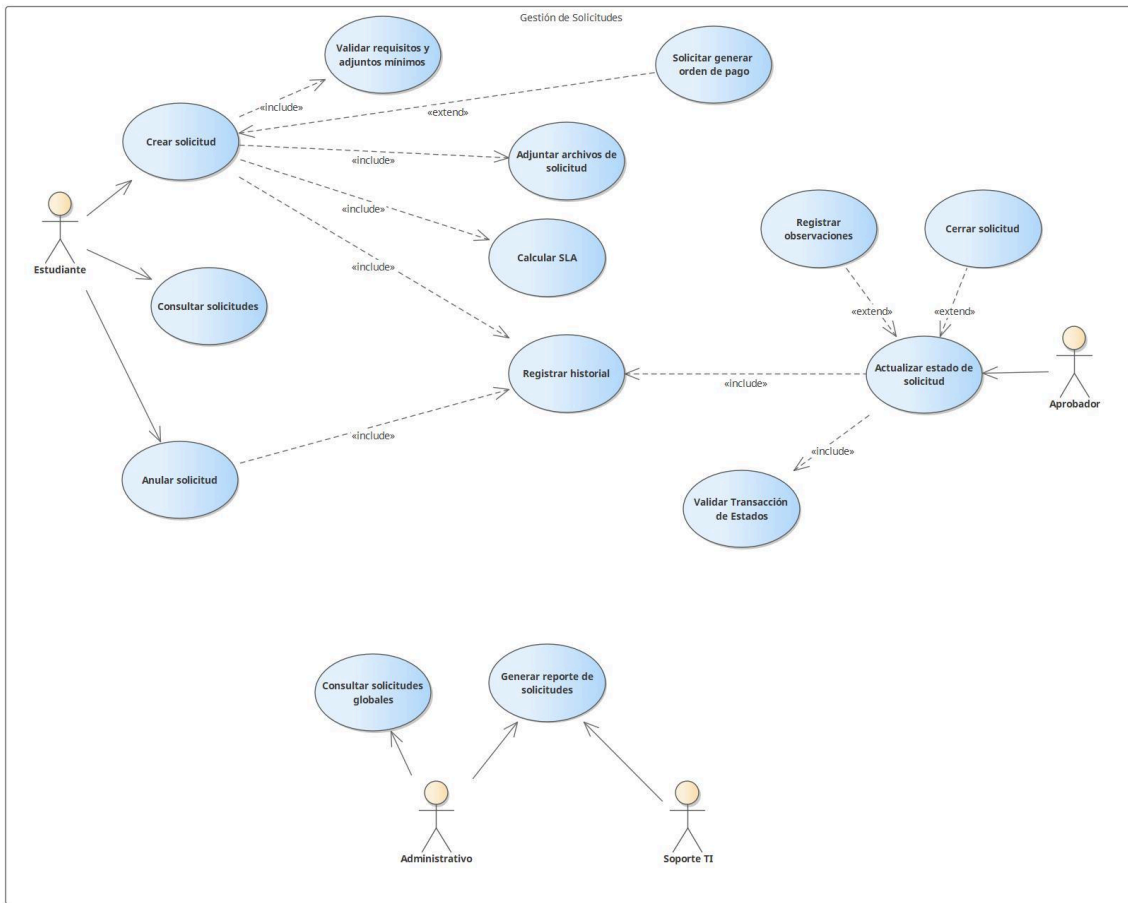 Gestión de Solicitudes
Validar requisitos y
adjuntos mínimos
Solicitar generar
orden de pago
«include»
«extend»
Crear solicitud
Adjuntar archivos de
solicitud
«include»
«include»
Registrar
observaciones
Cerrar solicitud
Calcular SLA
Estudiante
«include»
Consultar solicitudes
«extend»
«extend»
Registrar historial
Actualizar estado de
solicitud
«include»
Aprobador
«include»
«include»
Anular solicitud
Validar Transacción
de Estados
Consultar solicitudes
globales
Generar reporte de
solicitudes
Administrativo
Soporte TI